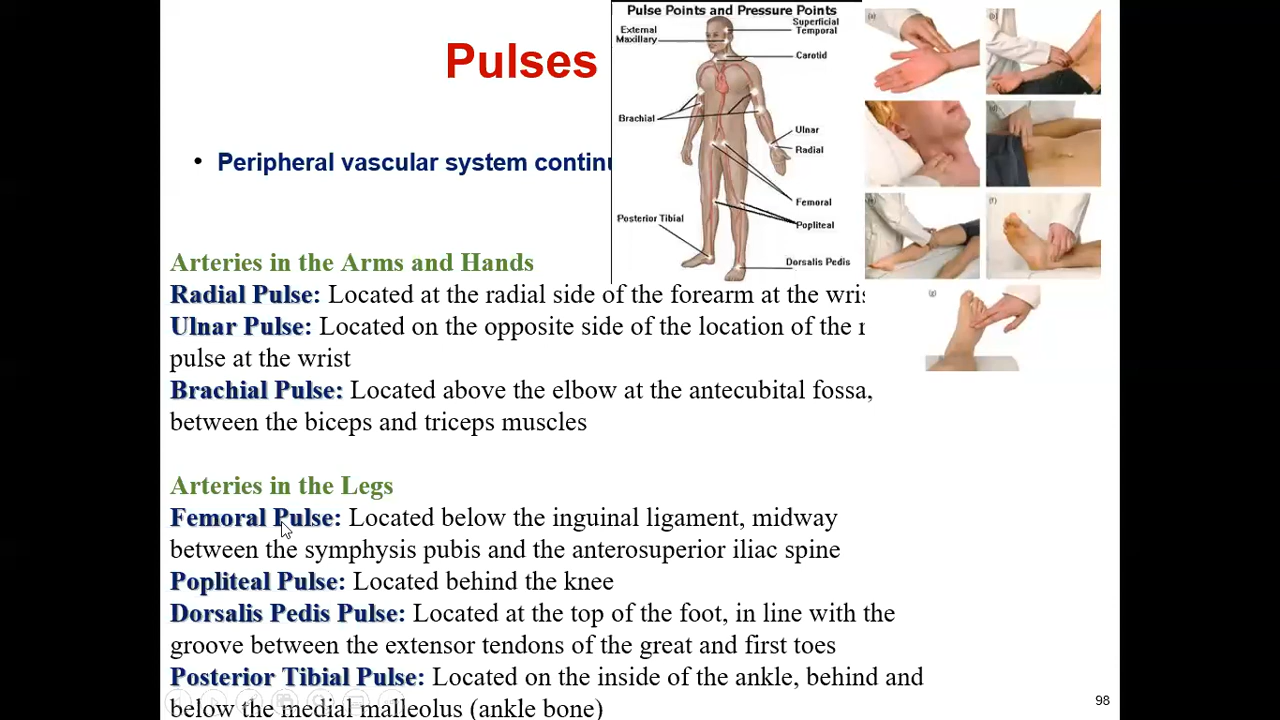 Pulses
Peripheral vascular system
Pulse Points and Pressure Points
External
Maxillary
Superficial
Temporal
Carotid
Brachial
Ulnar
Radial
Femoral
Popliteal
Posterior Tibial
Dorsalis Pedis
(a)
Arteries in the Arms and Hands
Radial Pulse: Located at the radial side of the forearm at the
Ulnar Pulse: Located on the opposite side of the location of the
pulse at the wrist
Brachial Pulse: Located above the elbow at the antecubital fossa,
between the biceps and triceps muscles
Arteries in the Legs
Femoral Pulse: Located below the inguinal ligament, midway
between the symphysis pubis and the anterosuperior iliac spine
Popliteal Pulse: Located behind the knee
Dorsalis Pedis Pulse: Located at the top of the foot, in line with the
groove between the extensor tendons of the great and first toes
Posterior Tibial Pulse: Located on the inside of the ankle, behind and
below the medial malleolus (ankle bone)
98